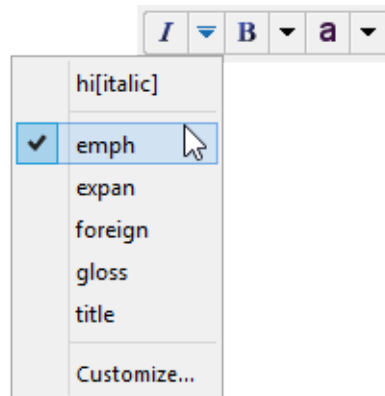 I B a
hi[italic]
emph
expan
foreign
gloss
title
Customize...